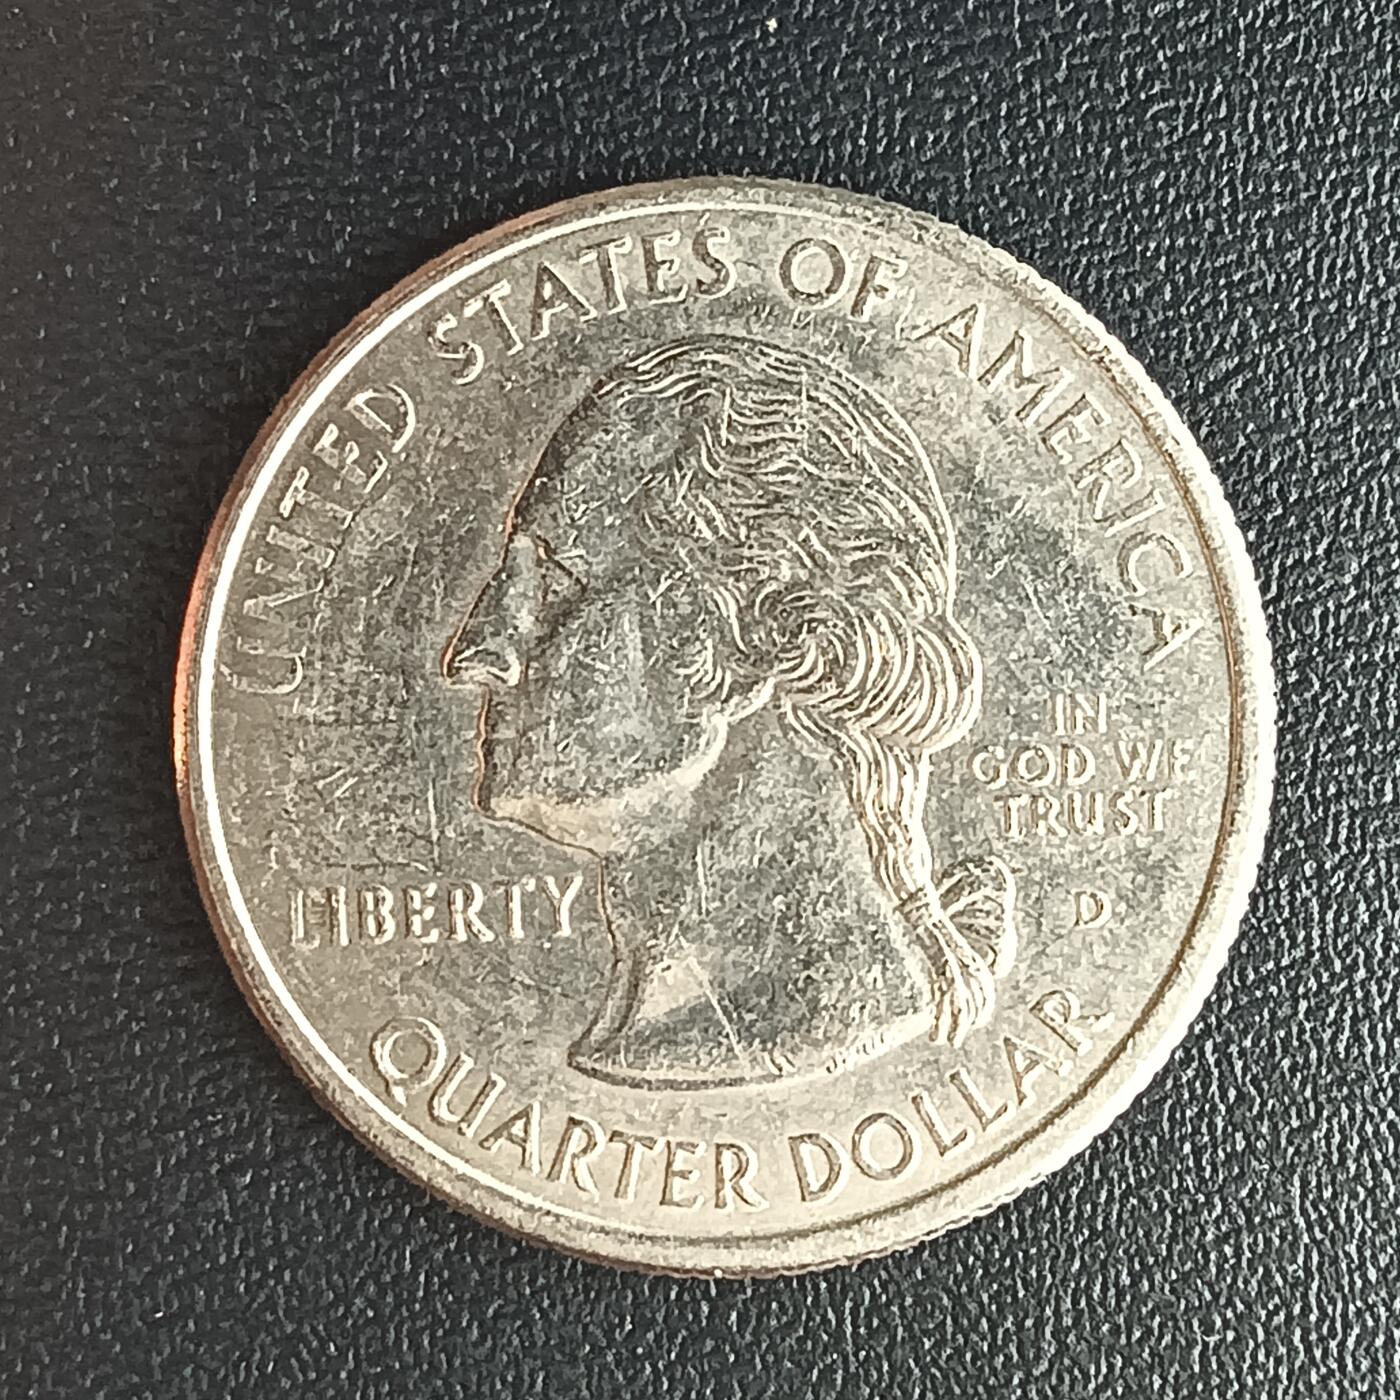 UNITED STATES OF AMERICA
LIBERTY
IN
GOD WE
TRUST
D
QUARTER DOLLAR